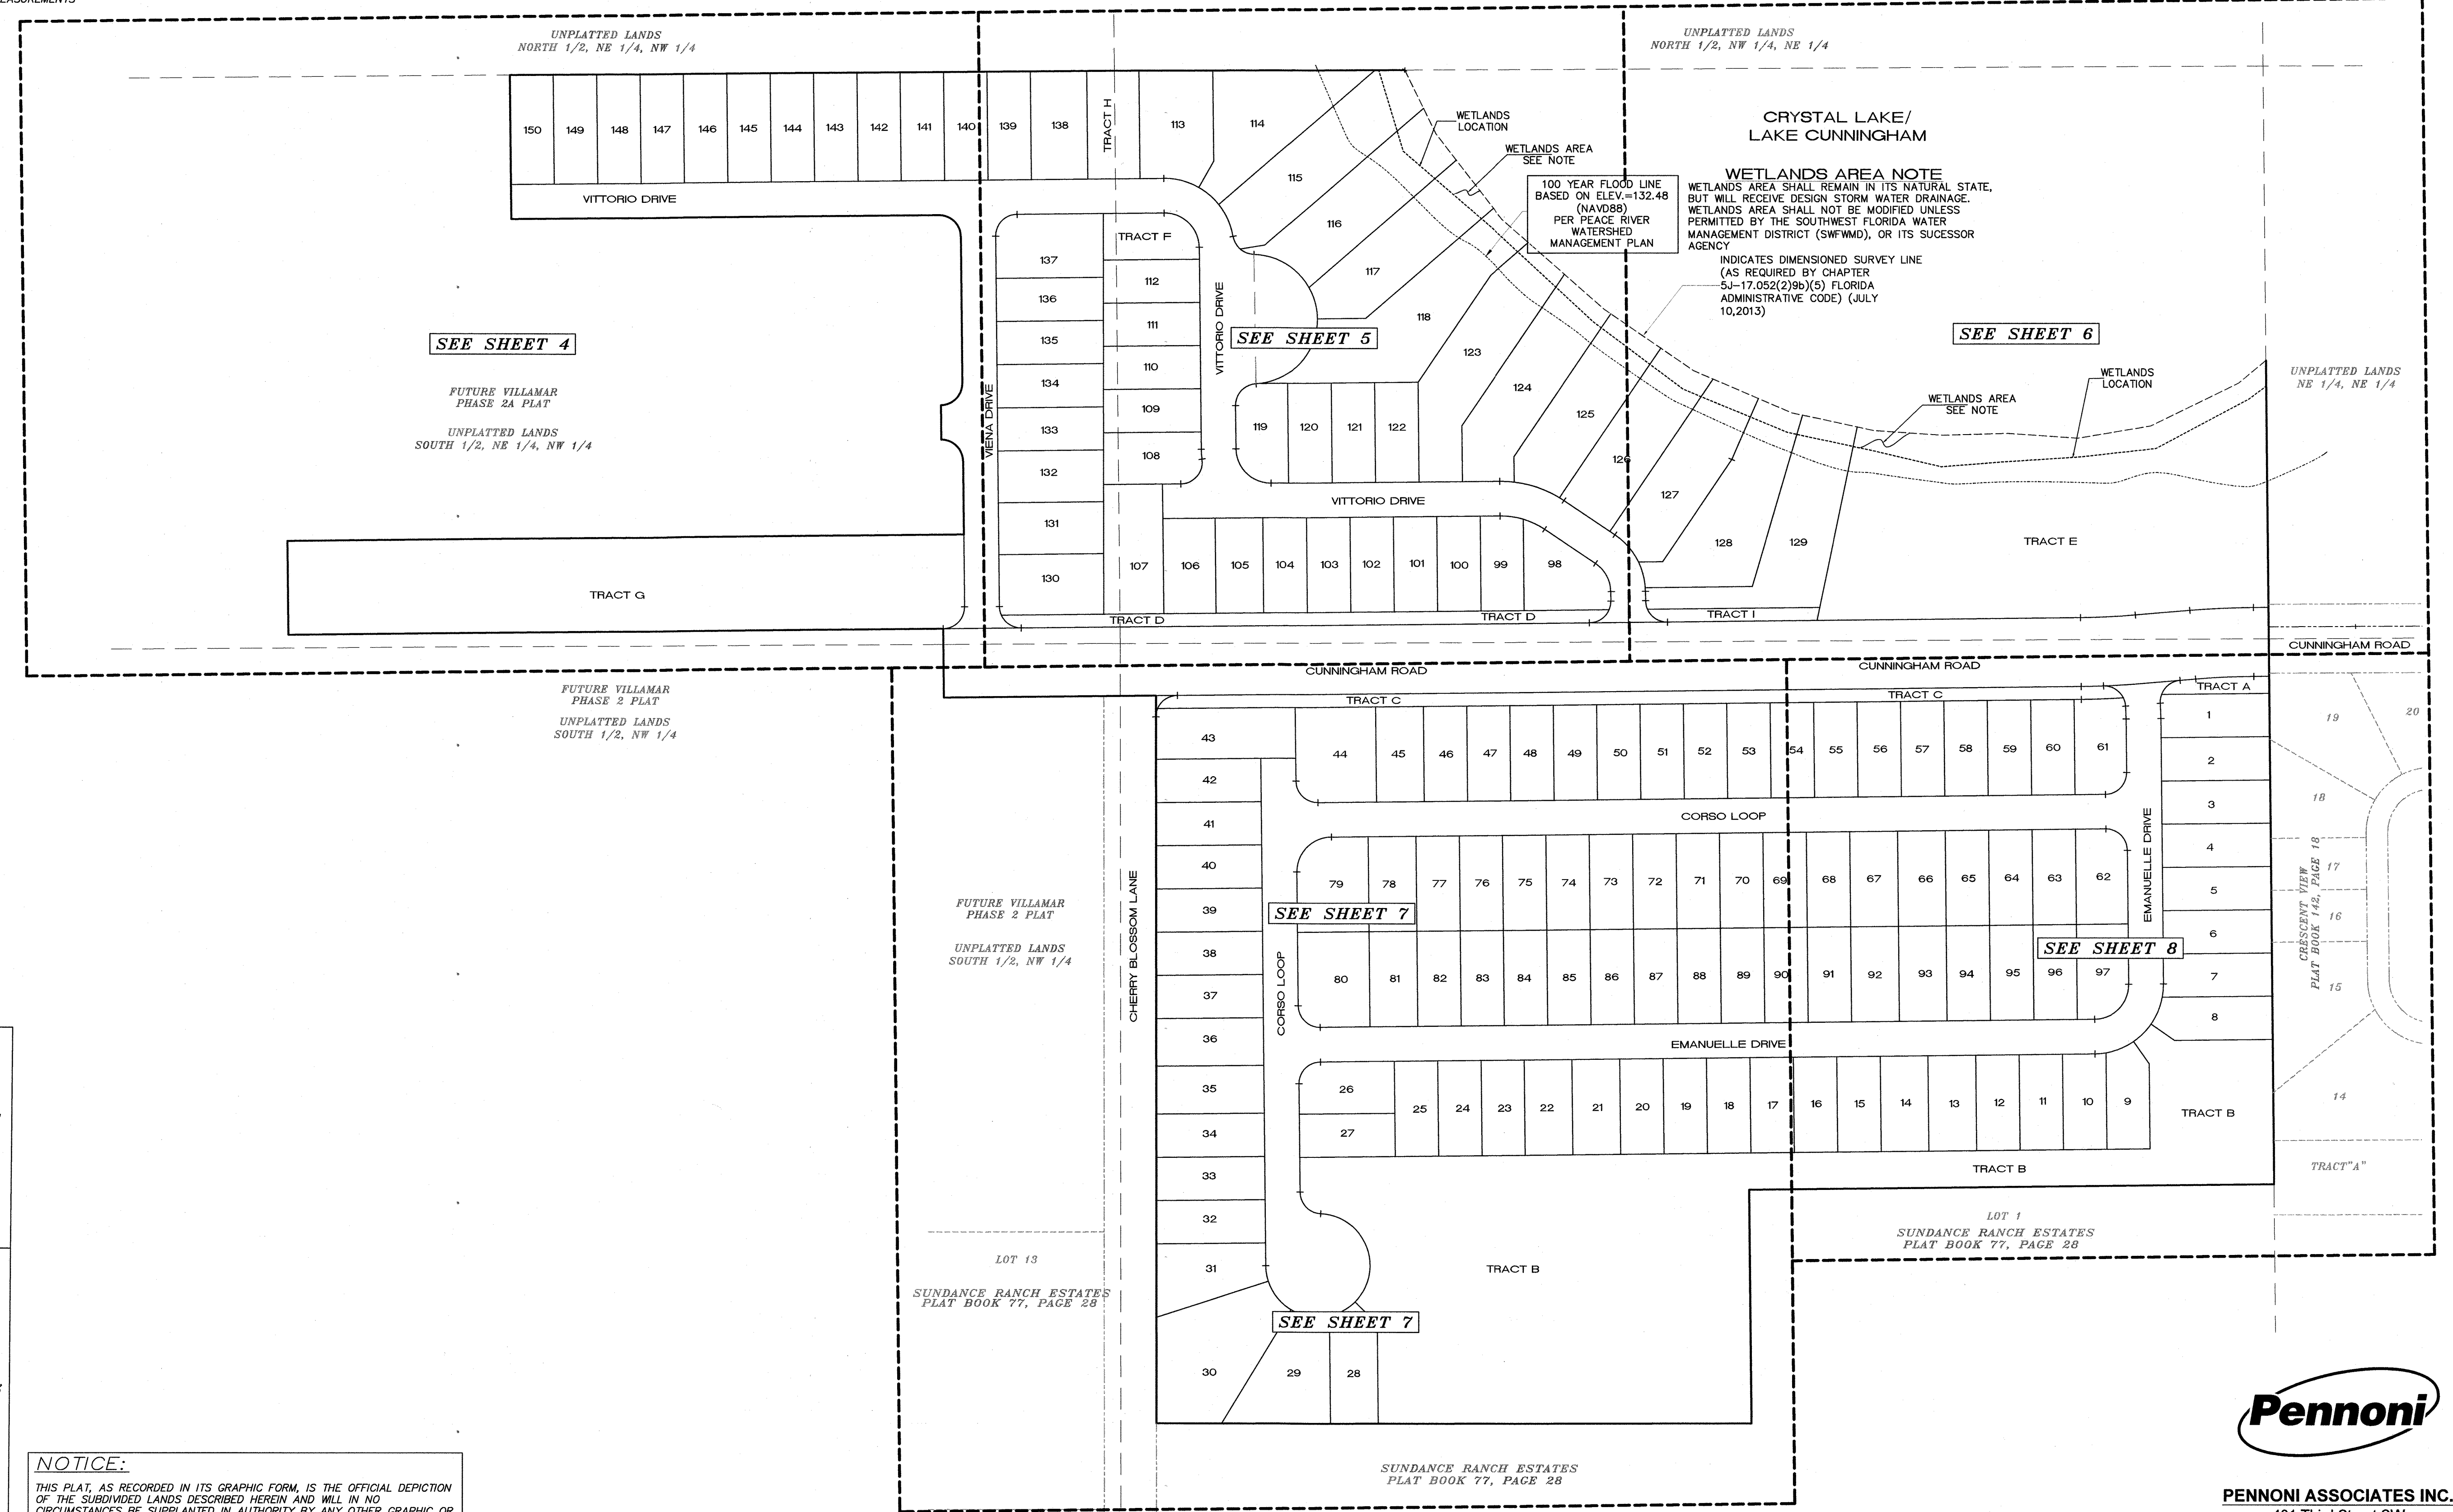 EASUREMENTS
UNPLATTED LANDS
NORTH 1/2, NE 1/4, NW 1/4
UNPLATTED LANDS
NORTH 1/2, NW 1/4, NE 1/4
150 149 148 147 146 145 144 143 142 141 140 139 138
TRACT H
113
114
VITTORIO DRIVE
WETLANDS
LOCATION
WETLANDS AREA
SEE NOTE
CRYSTAL LAKE/
LAKE CUNNINGHAM
100 YEAR FLOOD LINE
BASED ON ELEV.=132.48
(NAVD88)
PER PEACE RIVER
WATERSHED
MANAGEMENT PLAN
WETLANDS AREA NOTE
WETLANDS AREA SHALL REMAIN IN ITS NATURAL STATE,
BUT WILL RECEIVE DESIGN STORM WATER DRAINAGE.
WETLANDS AREA SHALL NOT BE MODIFIED UNLESS
PERMITTED BY THE SOUTHWEST FLORIDA WATER
MANAGEMENT DISTRICT (SWFWMD), OR ITS SUCESSOR
AGENCY
INDICATES DIMENSIONED SURVEY LINE
(AS REQUIRED BY CHAPTER
5J-17.052(2)9b)(5) FLORIDA
ADMINISTRATIVE CODE) (JULY
10,2013)
115
116
117
118
TRACT F
137
136
135
134
133
132
131
130
112
111
110
109
108
VITTORIO DRIVE
VIENA DRIVE
SEE SHEET 4
SEE SHEET 5
SEE SHEET 6
FUTURE VILLAMAR
PHASE 2A PLAT
UNPLATTED LANDS
SOUTH 1/2, NE 1/4, NW 1/4
UNPLATTED LANDS
NE 1/4, NE 1/4
WETLANDS
LOCATION
WETLANDS AREA
SEE NOTE
119 120 121 122
123
124
125
126
127
128
129
VITTORIO DRIVE
TRACT E
107 106 105 104 103 102 101 100 99 98
TRACT G
TRACT D
TRACT D
TRACT I
CUNNINGHAM ROAD
CUNNINGHAM ROAD
CUNNINGHAM ROAD
FUTURE VILLAMAR
PHASE 2 PLAT
UNPLATTED LANDS
SOUTH 1/2, NW 1/4
TRACT C
TRACT C
TRACT A
43
42
41
40
39
38
37
36
35
34
33
32
31
30
29
28
44 45 46 47 48 49 50 51 52 53 54 55 56 57 58 59 60 61
CORSO LOOP
79 78 77 76 75 74 73 72 71 70 69 68 67 66 65 64 63 62
SEE SHEET 7
SEE SHEET 8
80 81 82 83 84 85 86 87 88 89 90 91 92 93 94 95 96 97
EMANUELLE DRIVE
26
27
25 24 23 22 21 20 19 18 17 16 15 14 13 12 11 10 9
CHERRY BLOSSOM LANE
CORSO LOOP
EMANUELLE DRIVE
1
2
3
4
5
6
7
8
19
20
18
17
16
15
14
CRESCENT VIEW
PLAT BOOK 142, PAGE 18
TRACT"A"
FUTURE VILLAMAR
PHASE 2 PLAT
UNPLATTED LANDS
SOUTH 1/2, NW 1/4
TRACT B
TRACT B
TRACT B
LOT 1
SUNDANCE RANCH ESTATES
PLAT BOOK 77, PAGE 28
LOT 13
SUNDANCE RANCH ESTATES
PLAT BOOK 77, PAGE 28
SEE SHEET 7
SUNDANCE RANCH ESTATES
PLAT BOOK 77, PAGE 28
NOTICE:
THIS PLAT, AS RECORDED IN ITS GRAPHIC FORM, IS THE OFFICIAL DEPICTION
OF THE SUBDIVIDED LANDS DESCRIBED HEREIN AND WILL IN NO
CIRCUMSTANCES BE SUPPLANTED IN AUTHORITY BY ANY OTHER GRAPHIC OR
Pennoni
PENNONI ASSOCIATES INC.